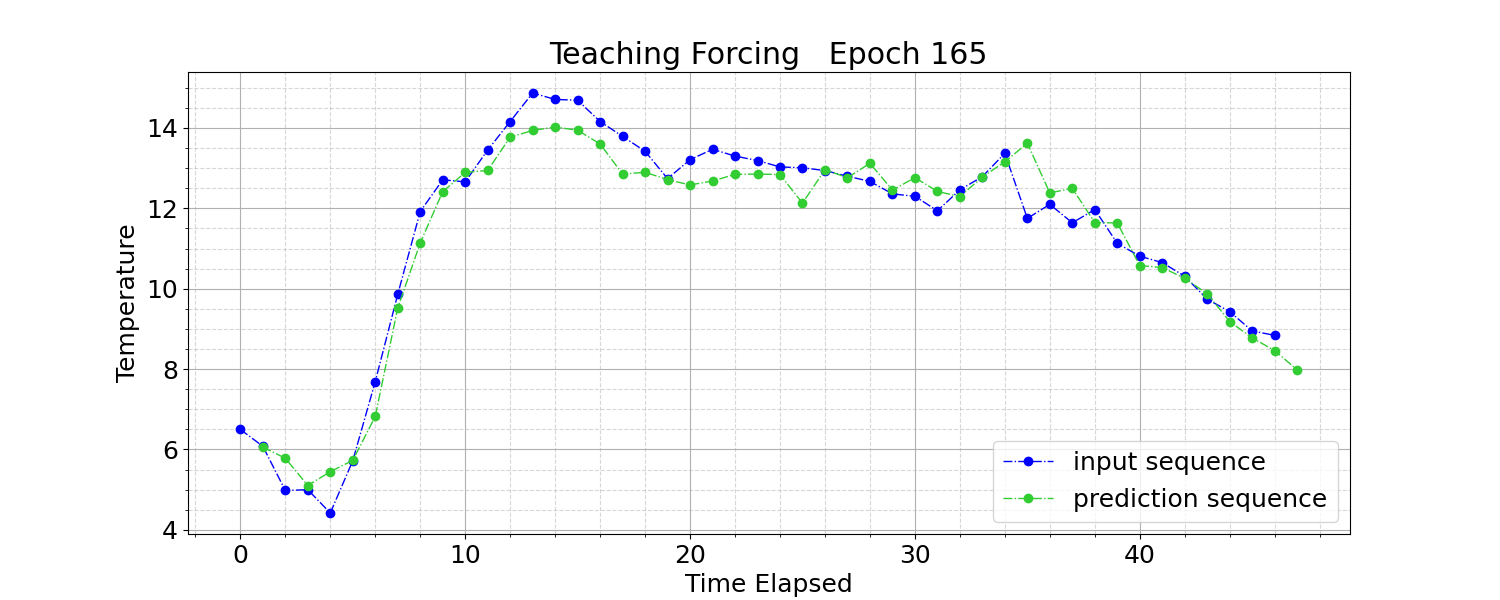 Teaching Forcing   Epoch 165
Temperature
14
12
10
8
6
4
0 10 20 30 40
Time Elapsed
input sequence
prediction sequence